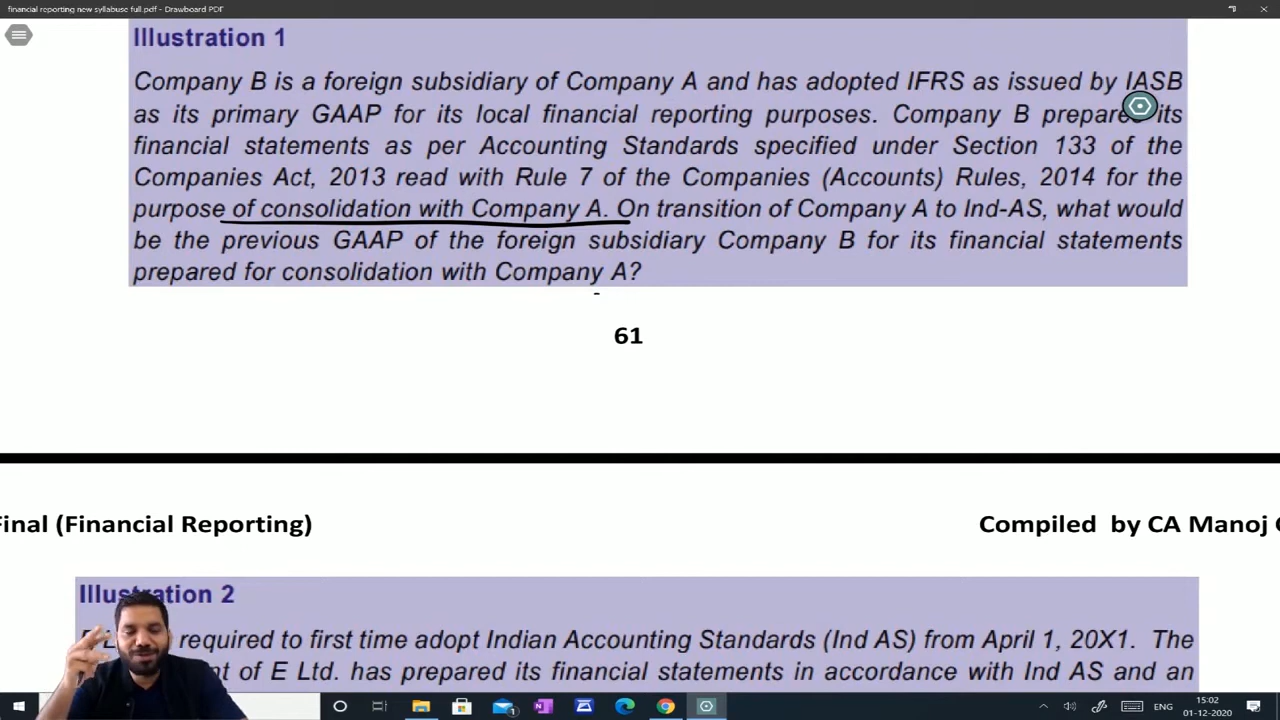 financial reporting new syllabuse full.pdf - Drawboard PDF
Illustration 1
Company B is a foreign subsidiary of Company A and has adopted IFRS as issued by IASB
as its primary GAAP for its local financial reporting purposes. Company B prepares its
financial statements as per Accounting Standards specified under Section 133 of the
Companies Act, 2013 read with Rule 7 of the Companies (Accounts) Rules, 2014 for the
purpose of consolidation with Company A. On transition of Company A to Ind-AS, what would
be the previous GAAP of the foreign subsidiary Company B for its financial statements
prepared for consolidation with Company A?
61
Final (Financial Reporting)
Compiled by CA Manoj
Illustration 2
required to first time adopt Indian Accounting Standards (Ind AS) from April 1, 20X1. The
of E Ltd. has prepared its financial statements in accordance with Ind AS and an
ENG
15:02
01-12-2020